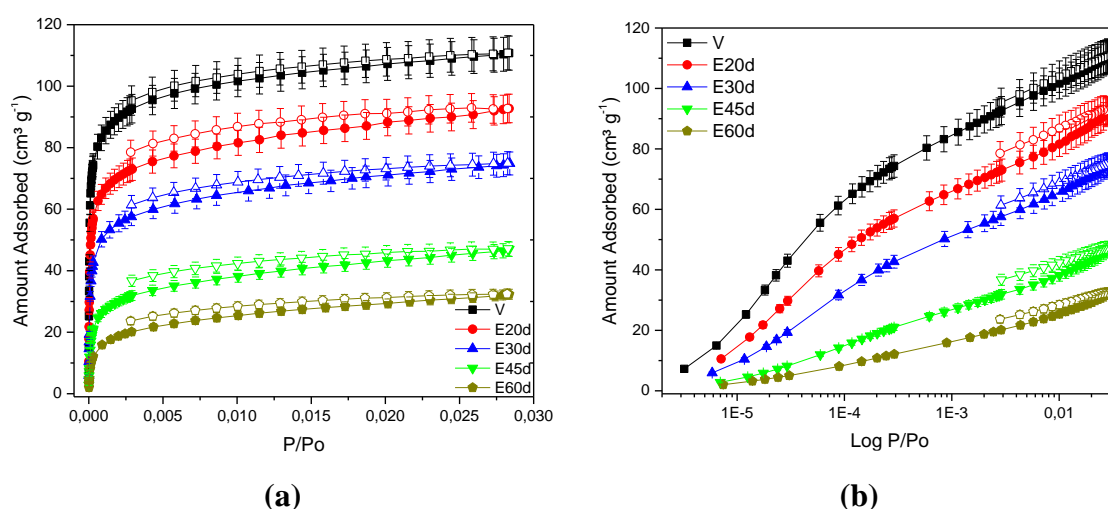 120
100
80
60
40
20
0
Amount Adsorbed (cm³ g⁻¹)
0,000 0,005 0,010 0,015 0,020 0,025 0,030
P/Po
V
E20d
E30d
E45d
E60d
(a)
120
100
80
60
40
20
0
Amount Adsorbed (cm³ g⁻¹)
1E-5 1E-4 1E-3 0,01
Log P/Po
V
E20d
E30d
E45d
E60d
(b)